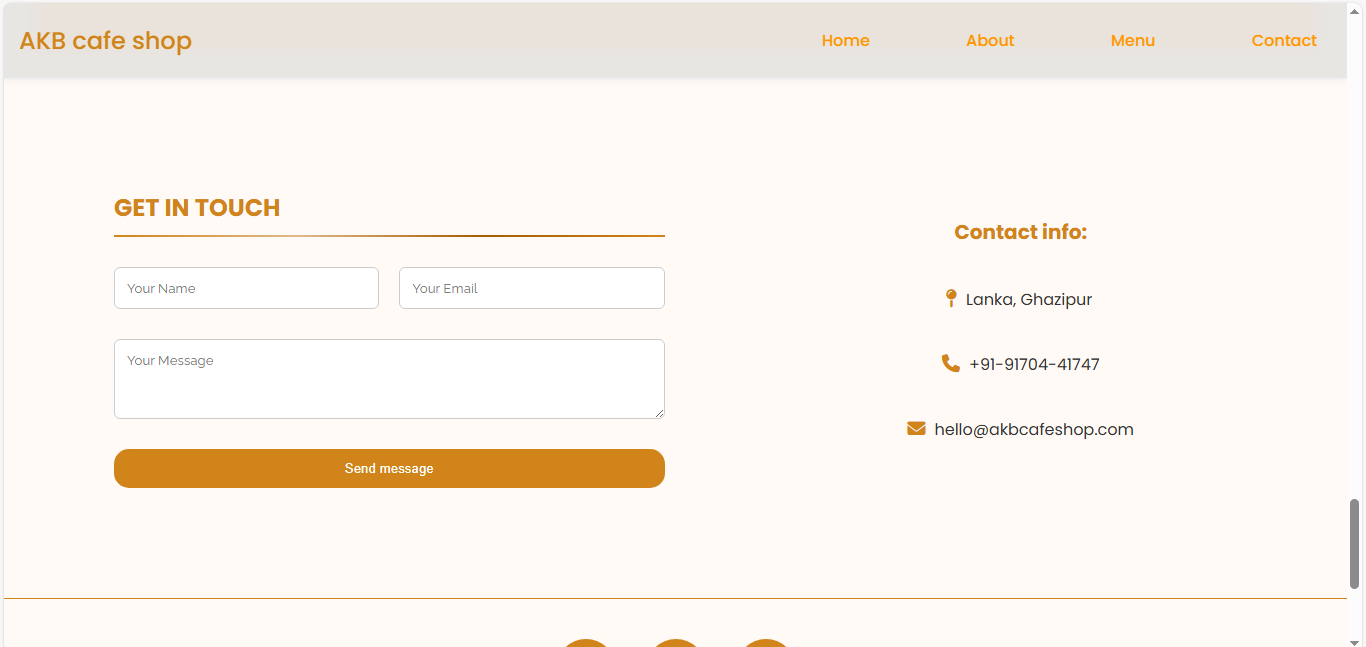 AKB cafe shop
Home
About
Menu
Contact
GET IN TOUCH
Your Name
Your Email
Your Message
Send message
Contact info:
Lanka, Ghazipur
+91-91704-41747
hello@akbcafeshop.com